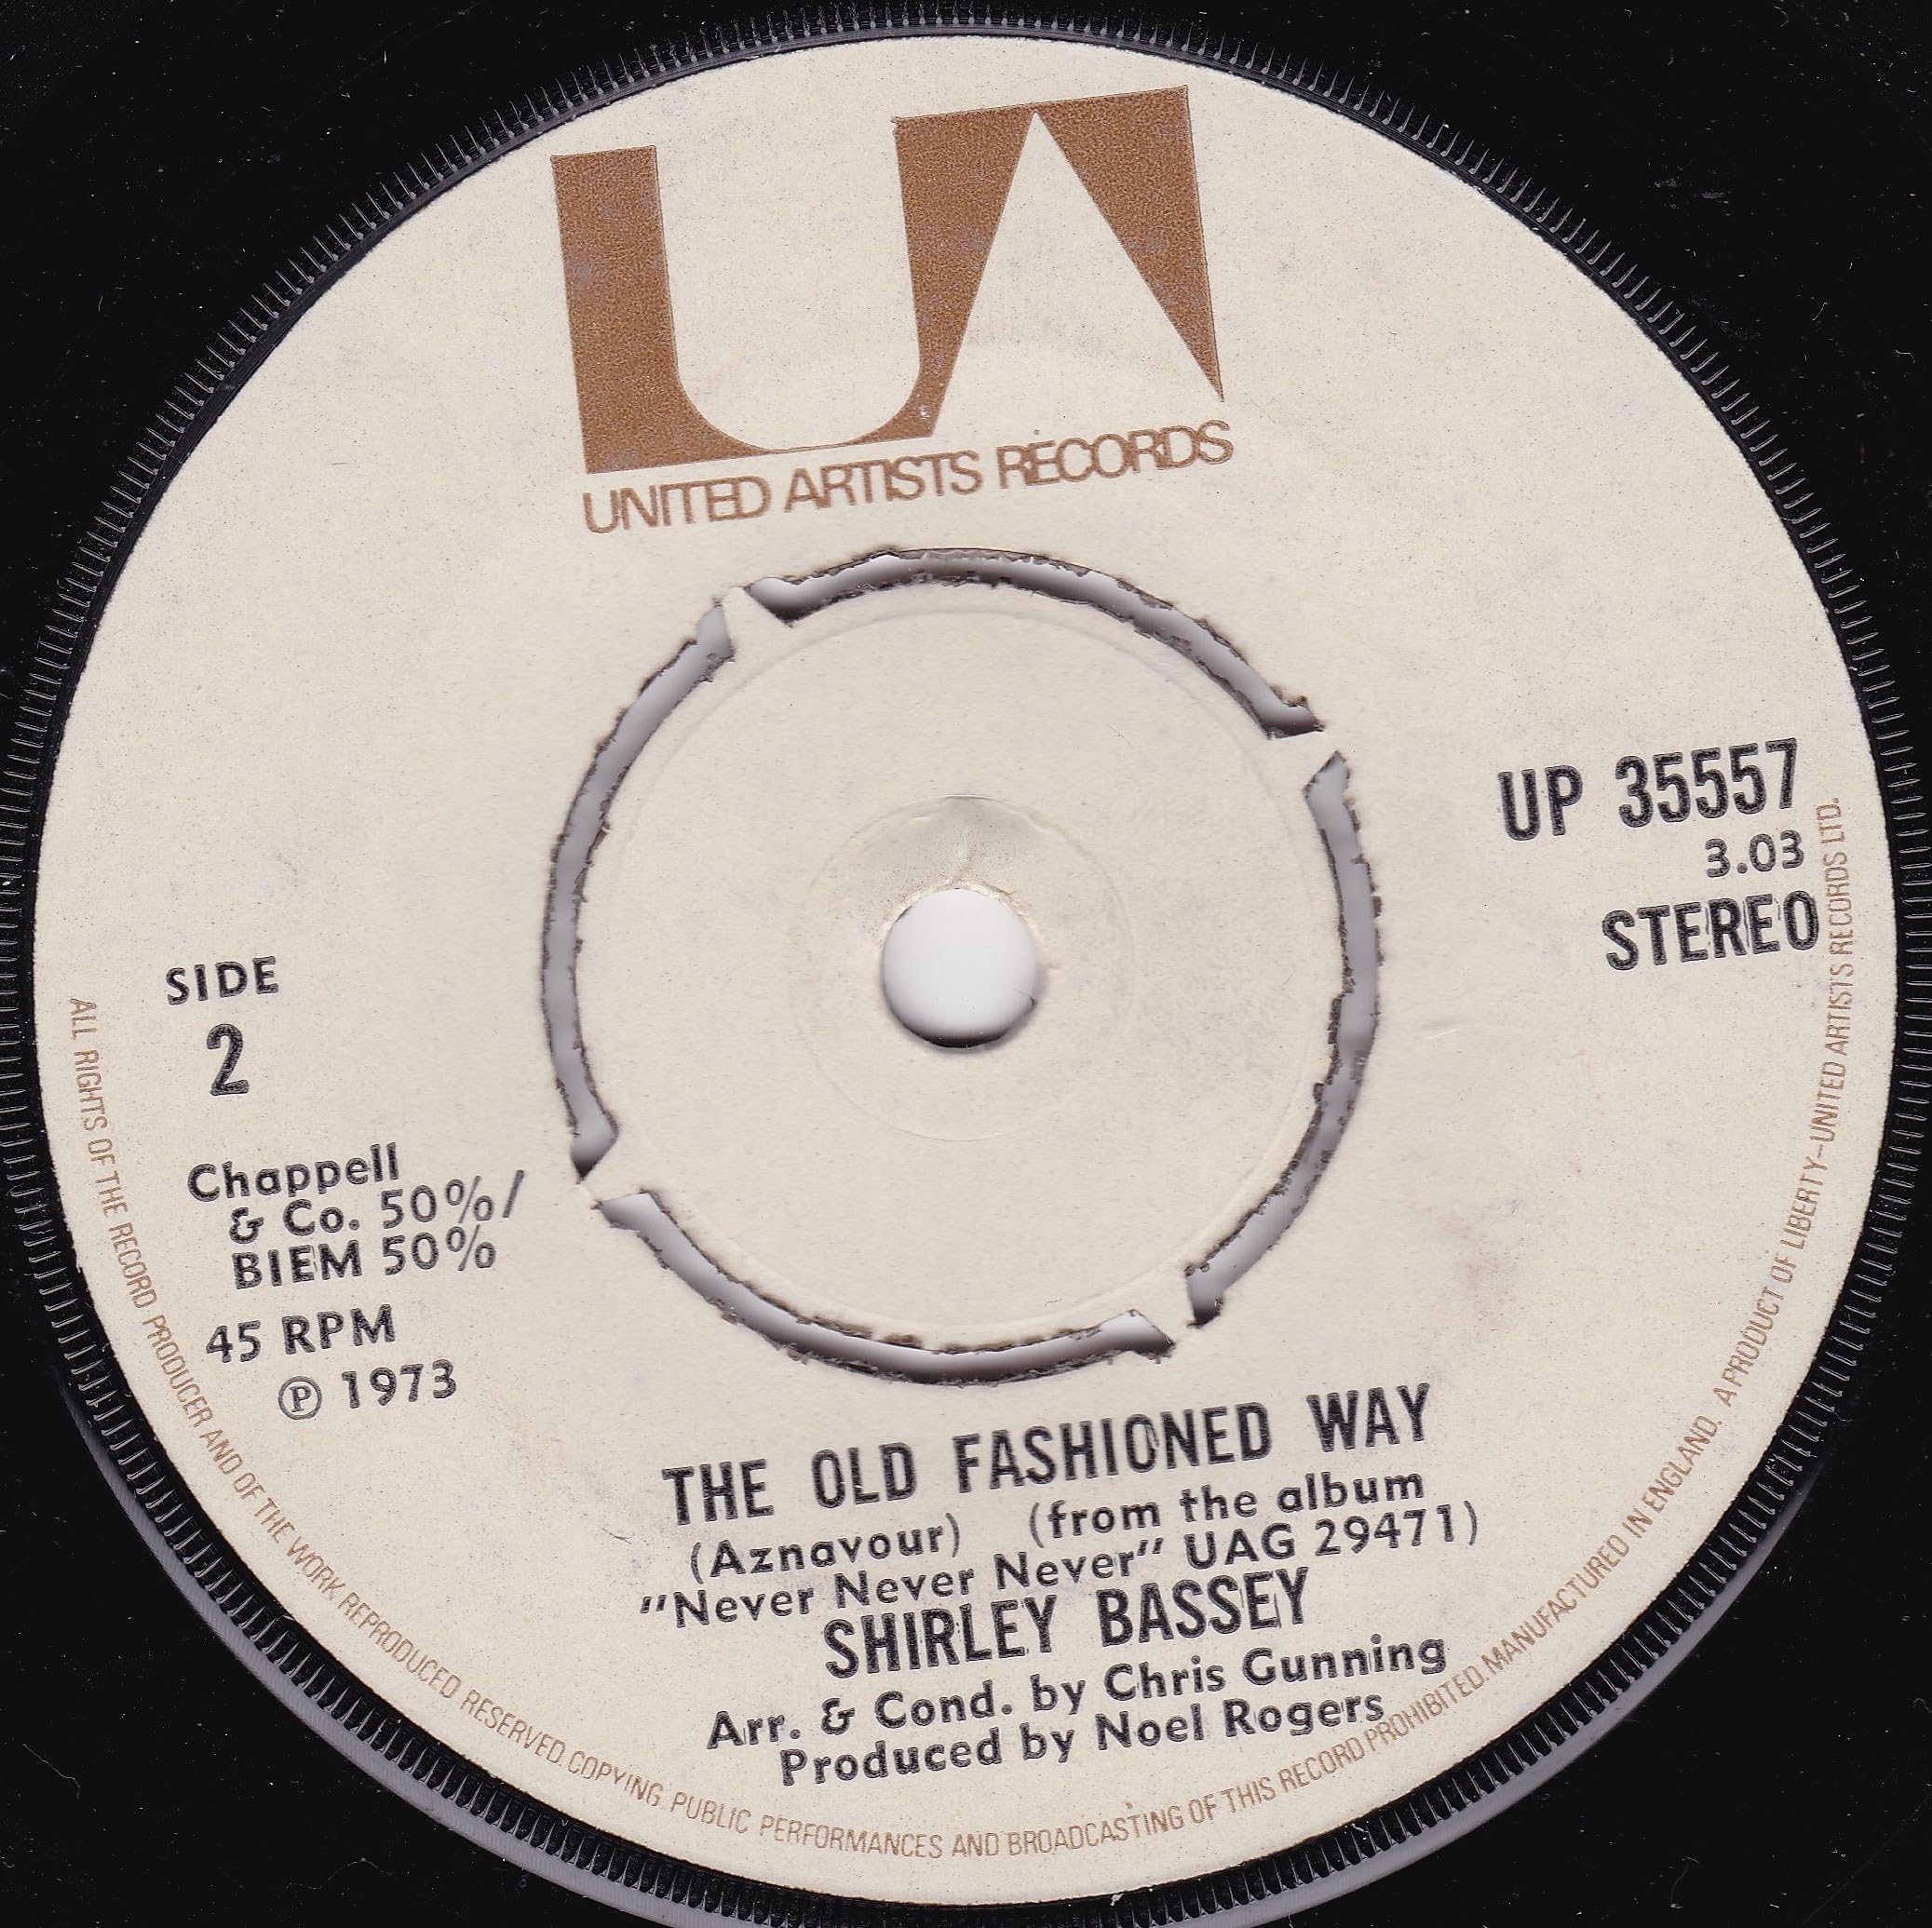 UA
UNITED ARTISTS RECORDS
UP 35557
3.03
STEREO
SIDE
2
Chappell
& Co. 50%/
BIEM 50%
45 RPM
℗ 1973
THE OLD FASHIONED WAY
(Aznavour) (from the album
"Never Never Never" UAG 29471)
SHIRLEY BASSEY
Arr. & Cond. by Chris Gunning
Produced by Noel Rogers
ALL RIGHTS OF THE RECORD PRODUCER AND OF THE WORK REPRODUCED RESERVED. COPYING, PUBLIC PERFORMANCES AND BROADCASTING OF THIS RECORD PROHIBITED. MANUFACTURED IN ENGLAND. A PRODUCT OF LIBERTY-UNITED ARTISTS RECORDS LTD.